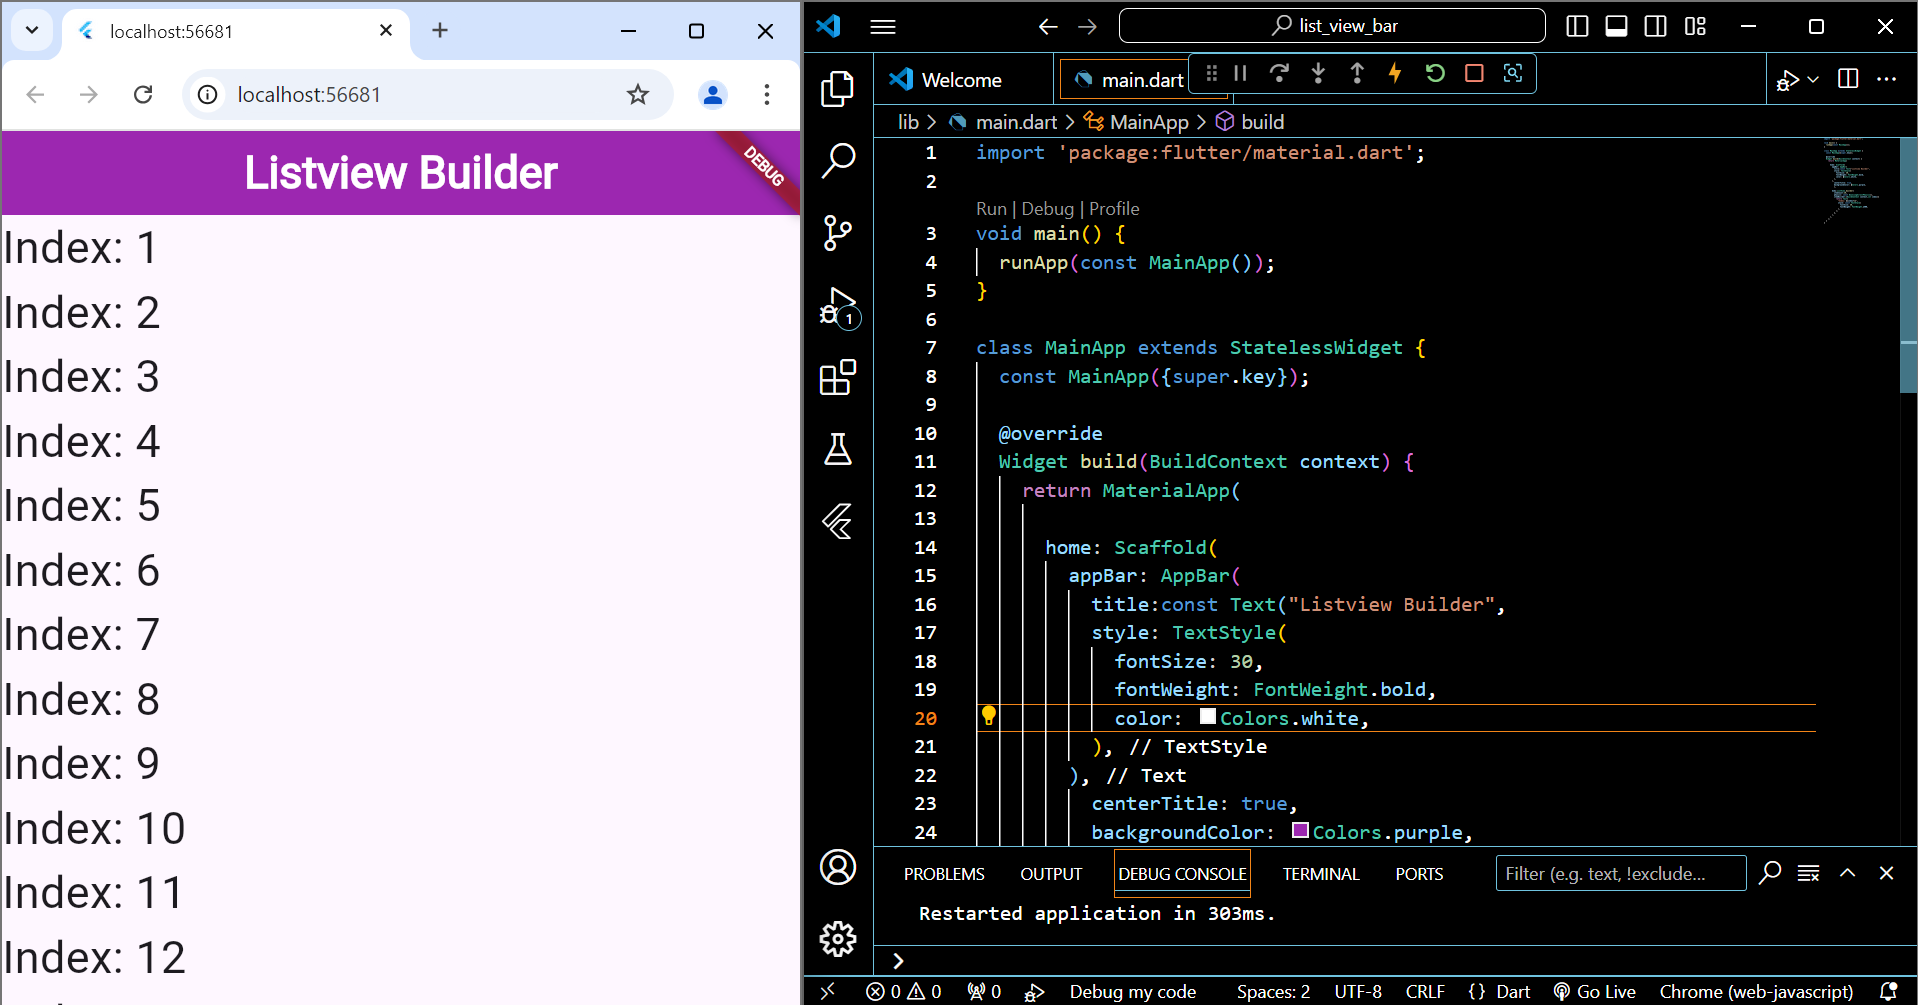 localhost:56681
localhost:56681
Listview Builder
DEBUG
Index: 1
Index: 2
Index: 3
Index: 4
Index: 5
Index: 6
Index: 7
Index: 8
Index: 9
Index: 10
Index: 11
Index: 12
list_view_bar
Welcome
main.dart
lib > main.dart > MainApp > build
1 import 'package:flutter/material.dart';
2
Run | Debug | Profile
3 void main() {
4 runApp(const MainApp());
5 }
6
7 class MainApp extends StatelessWidget {
8 const MainApp({super.key});
9
10 @override
11 Widget build(BuildContext context) {
12 return MaterialApp(
13
14 home: Scaffold(
15 appBar: AppBar(
16 title:const Text("Listview Builder",
17 style: TextStyle(
18 fontSize: 30,
19 fontWeight: FontWeight.bold,
20 color: Colors.white,
21 ), // TextStyle
22 ), // Text
23 centerTitle: true,
24 backgroundColor: Colors.purple,
1
PROBLEMS OUTPUT DEBUG CONSOLE TERMINAL PORTS Filter (e.g. text, !exclude...
Restarted application in 303ms.
>
0 0 0 Debug my code Spaces: 2 UTF-8 CRLF {} Dart Go Live Chrome (web-javascript)